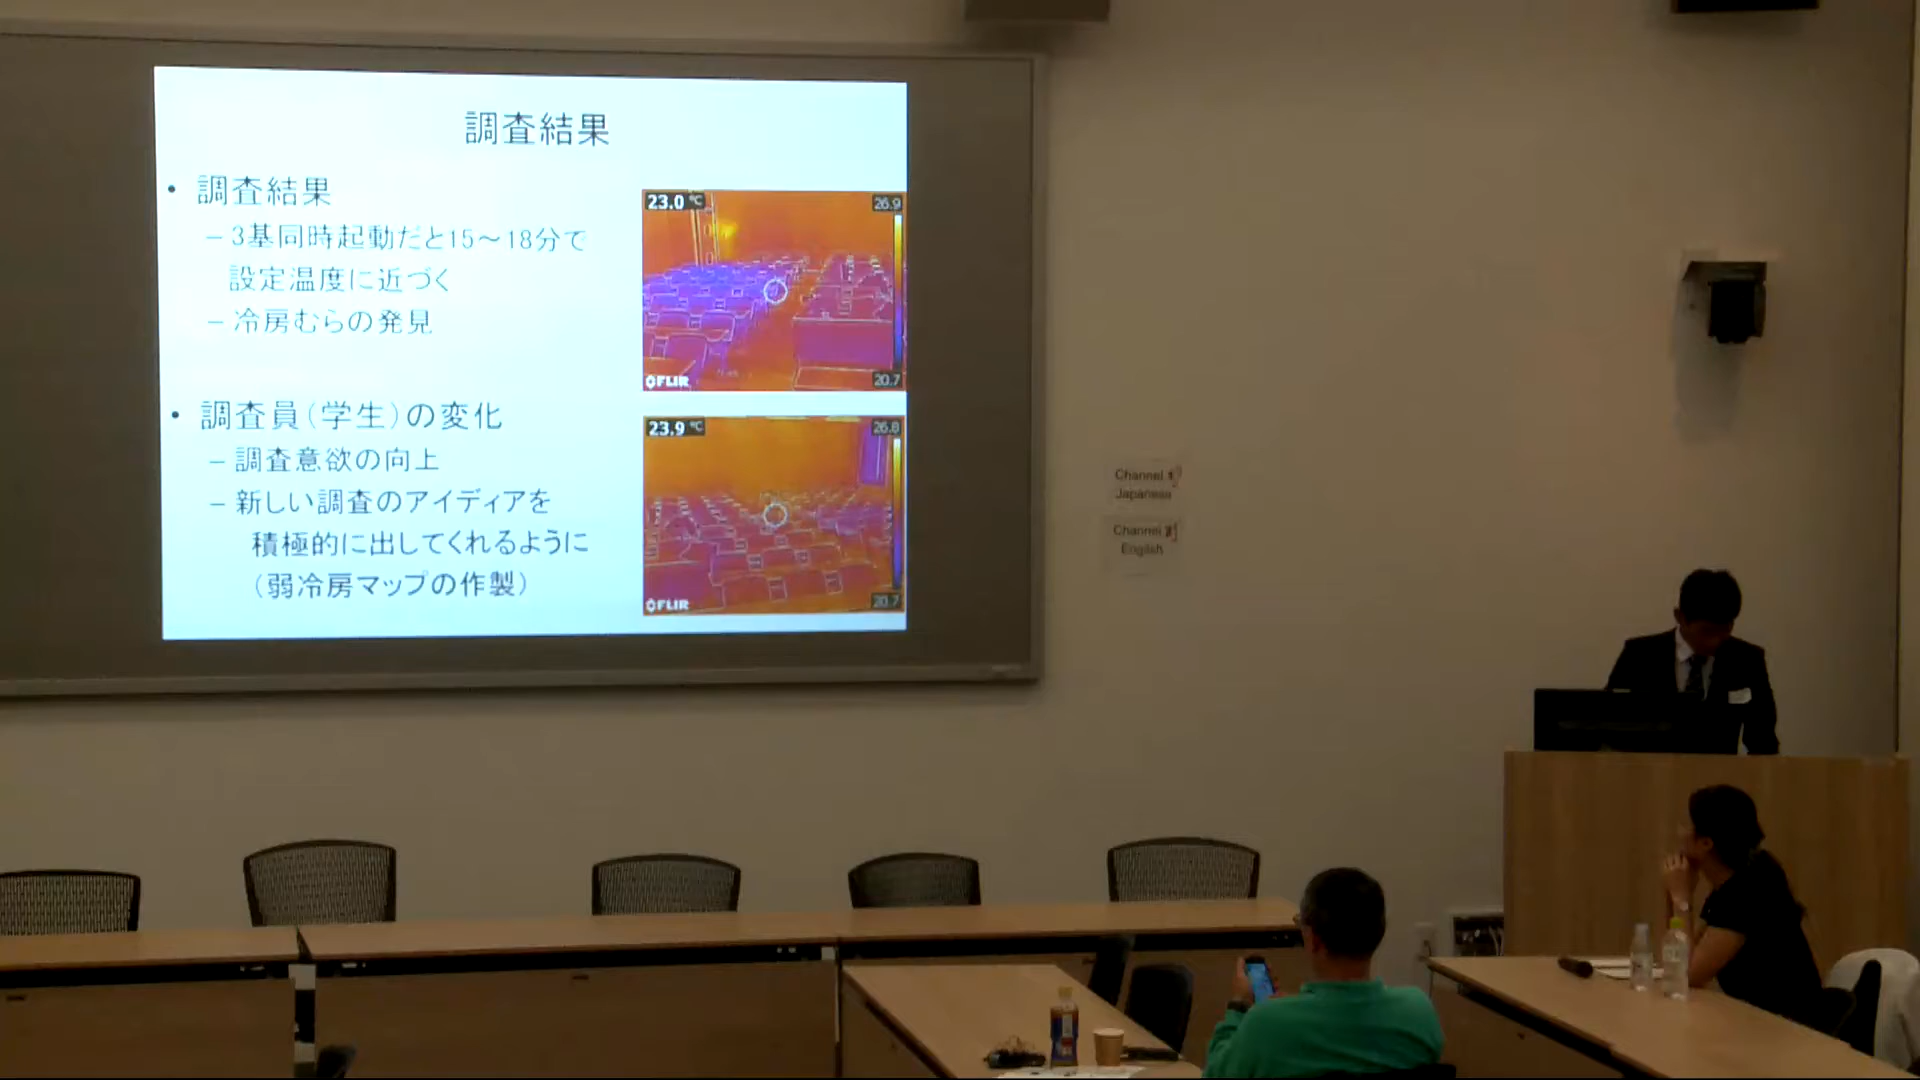 調査結果
• 調査結果
– 3基同時起動だと15～18分で
設定温度に近づく
– 冷房むらの発見
• 調査員(学生)の変化
– 調査意欲の向上
– 新しい調査のアイディアを
積極的に出してくれるように
(弱冷房マップの作製)
23.0 ℃
26.9
20.7
FLIR
23.9 ℃
26.8
20.7
FLIR
Channel 1
Japanese
Channel 2
English